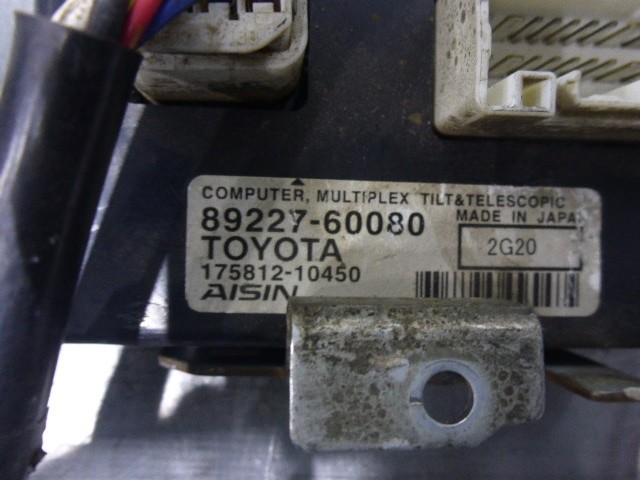 COMPUTER, MULTIPLEX TILT&TELESCOPIC
89227-60080 MADE IN JAPAN
TOYOTA 2G20
175812-10450
AISIN